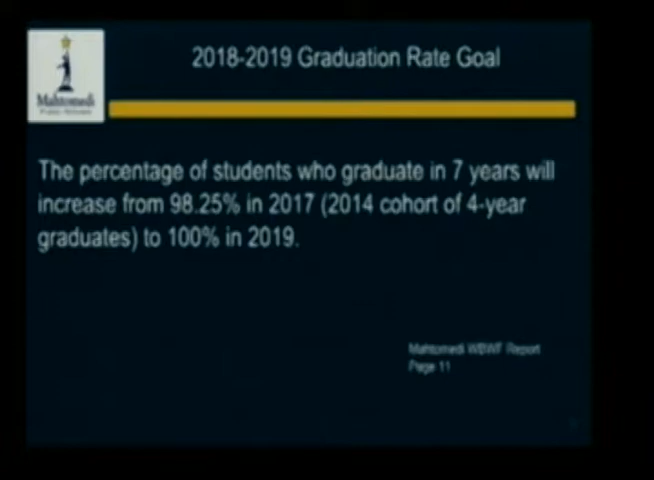 2018-2019 Graduation Rate Goal
Mahtomedi
The percentage of students who graduate in 7 years will
increase from 98.25% in 2017 (2014 cohort of 4-year
graduates) to 100% in 2019.
Mahtomedi WBWF Report
Page 11